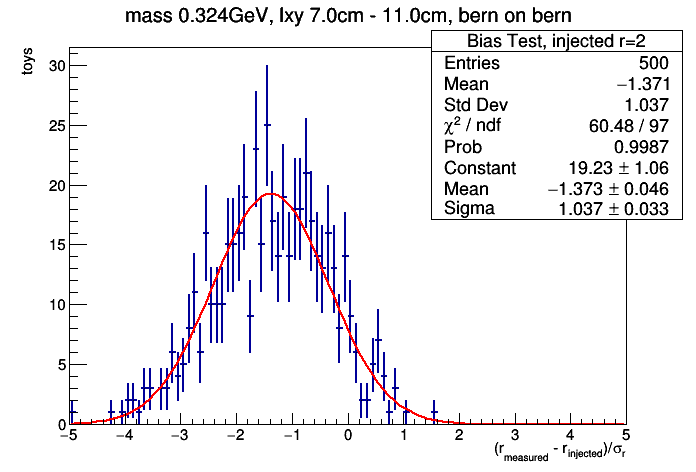 mass 0.324GeV, lxy 7.0cm - 11.0cm, bern on bern
Bias Test, injected r=2
Entries 500
Mean −1.371
Std Dev 1.037
χ² / ndf 60.48 / 97
Prob 0.9987
Constant 19.23 ± 1.06
Mean −1.373 ± 0.046
Sigma 1.037 ± 0.033
toys
30
25
20
15
10
5
0
−5 −4 −3 −2 −1 0 1 2 3 4 5
(r_measured - r_injected)/σ_r